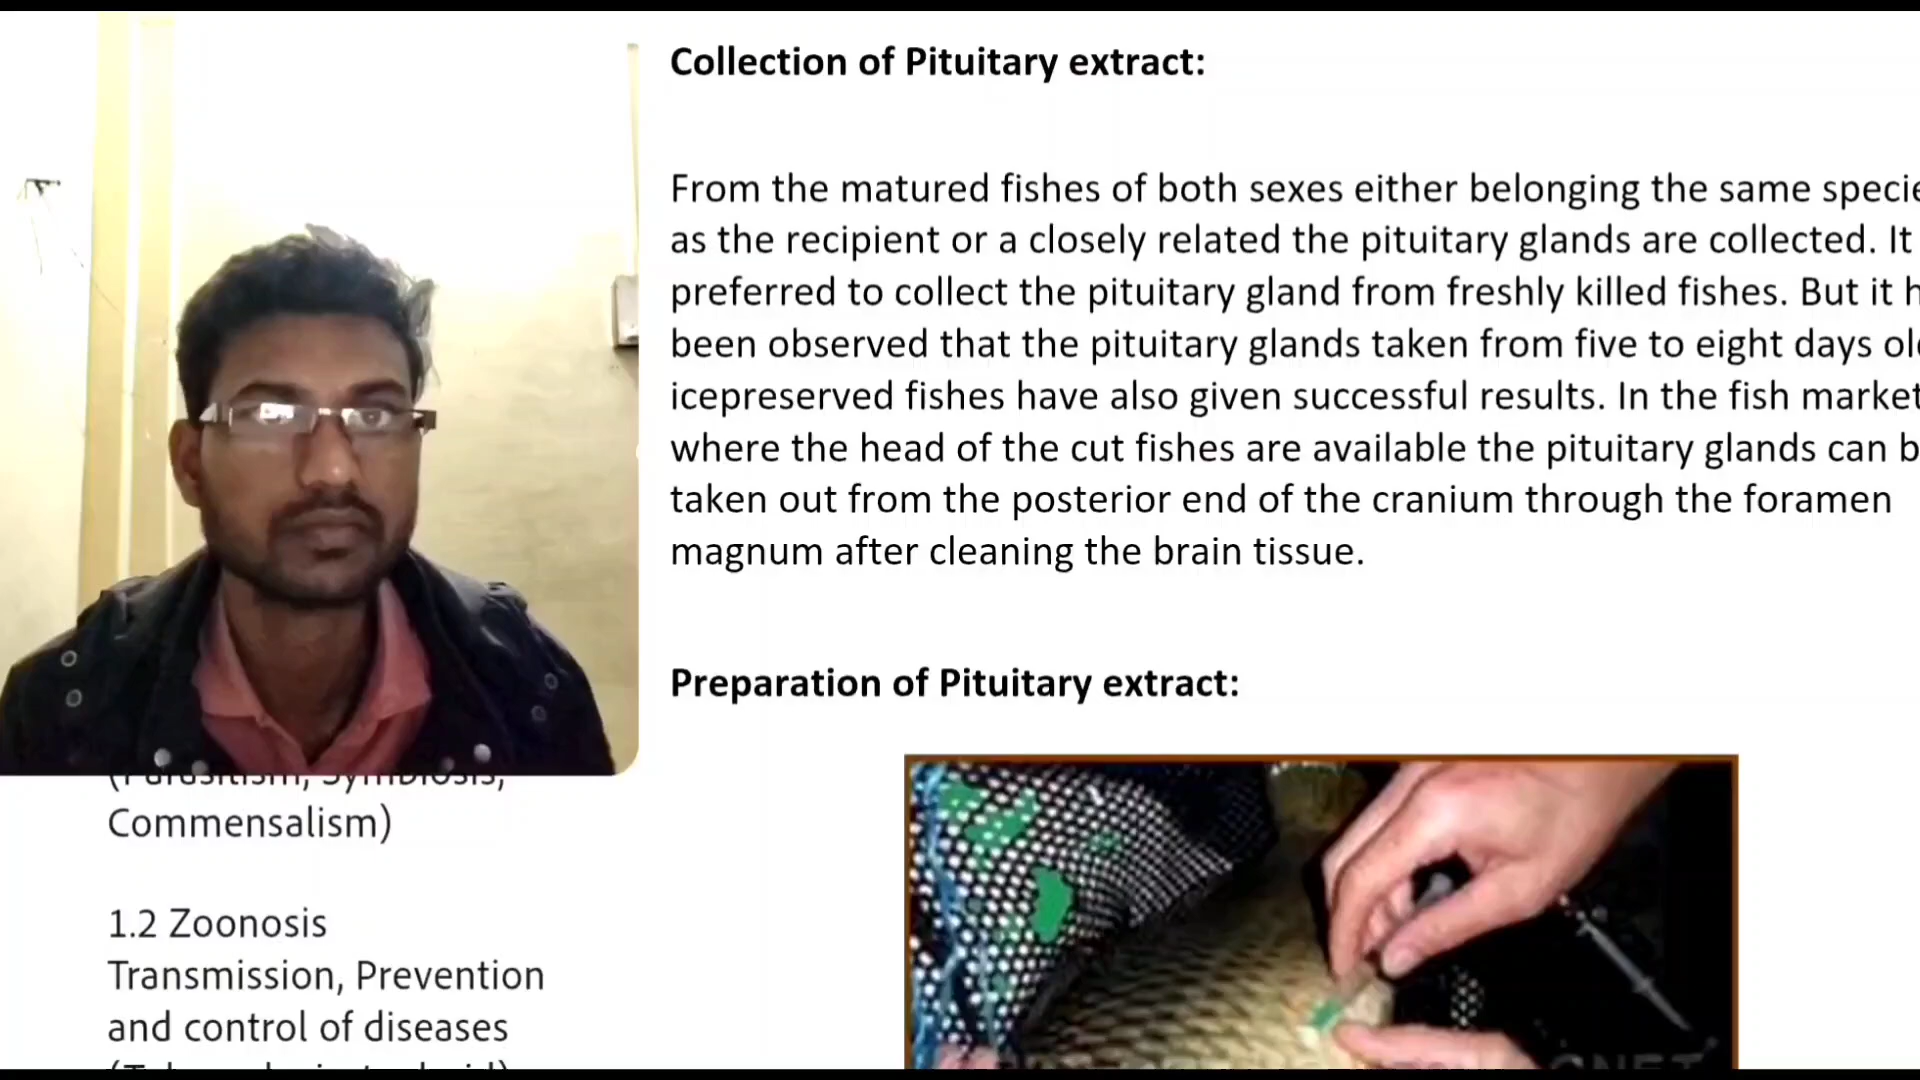 Collection of Pituitary extract:
From the matured fishes of both sexes either belonging the same specie
as the recipient or a closely related the pituitary glands are collected. It
preferred to collect the pituitary gland from freshly killed fishes. But it h
been observed that the pituitary glands taken from five to eight days ol
icepreserved fishes have also given successful results. In the fish market
where the head of the cut fishes are available the pituitary glands can b
taken out from the posterior end of the cranium through the foramen
magnum after cleaning the brain tissue.
Preparation of Pituitary extract:
(Parasitism, Symbiosis,
Commensalism)
1.2 Zoonosis
Transmission, Prevention
and control of diseases